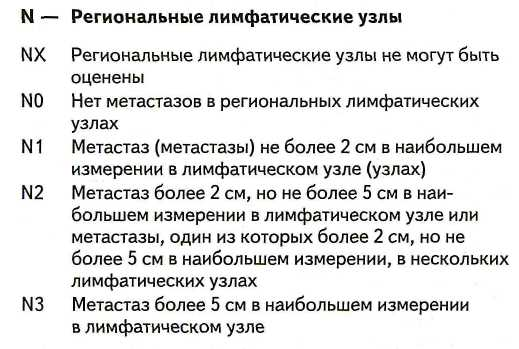 N — Региональные лимфатические узлы
NX Региональные лимфатические узлы не могут быть
оценены
N0 Нет метастазов в региональных лимфатических
узлах
N1 Метастаз (метастазы) не более 2 см в наибольшем
измерении в лимфатическом узле (узлах)
N2 Метастаз более 2 см, но не более 5 см в наи-
большем измерении в лимфатическом узле или
метастазы, один из которых более 2 см, но не
более 5 см в наибольшем измерении, в нескольких
лимфатических узлах
N3 Метастаз более 5 см в наибольшем измерении
в лимфатическом узле